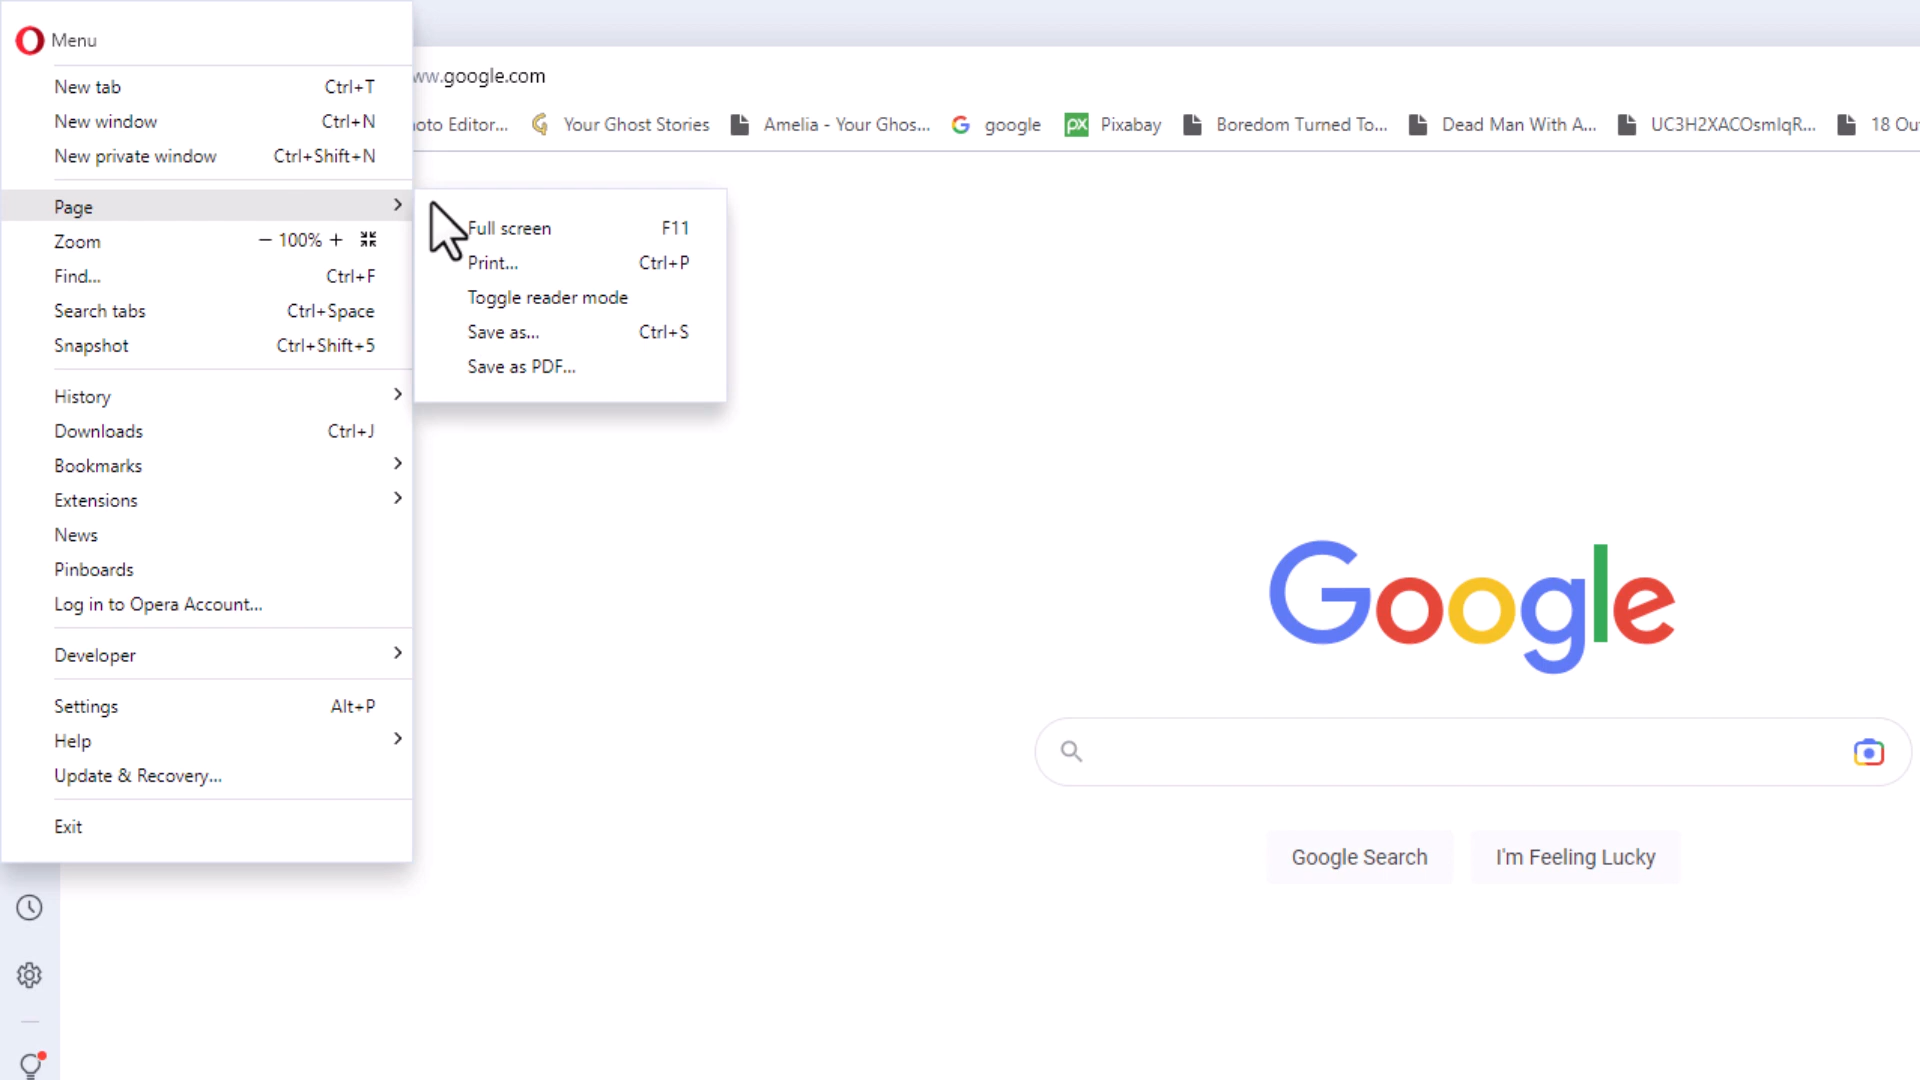 Menu
New tab Ctrl+T
New window Ctrl+N
New private window Ctrl+Shift+N
Page
Zoom − 100% +
Find... Ctrl+F
Search tabs Ctrl+Space
Snapshot Ctrl+Shift+5
History
Downloads Ctrl+J
Bookmarks
Extensions
News
Pinboards
Log in to Opera Account...
Developer
Settings Alt+P
Help
Update & Recovery...
Exit
Full screen F11
Print... Ctrl+P
Toggle reader mode
Save as... Ctrl+S
Save as PDF...
ww.google.com
oto Editor... Your Ghost Stories Amelia - Your Ghos... google px Pixabay Boredom Turned To... Dead Man With A... 18 Ou
Google
Google Search I'm Feeling Lucky